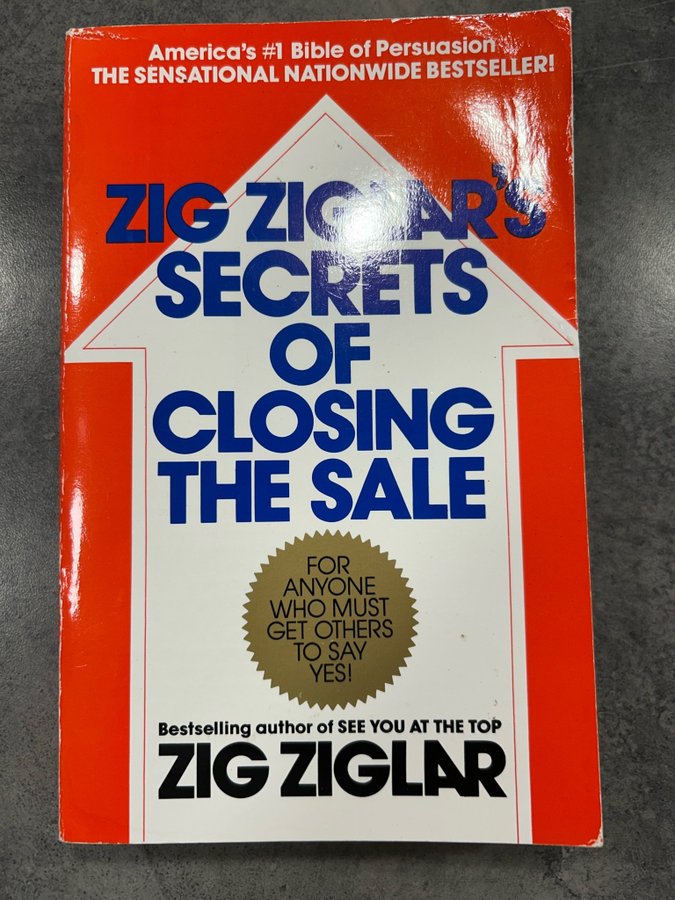 America's #1 Bible of Persuasion
THE SENSATIONAL NATIONWIDE BESTSELLER!
ZIG ZIGLAR'S
SECRETS
OF
CLOSING
THE SALE
FOR
ANYONE
WHO MUST
GET OTHERS
TO SAY
YES!
Bestselling author of SEE YOU AT THE TOP
ZIG ZIGLAR